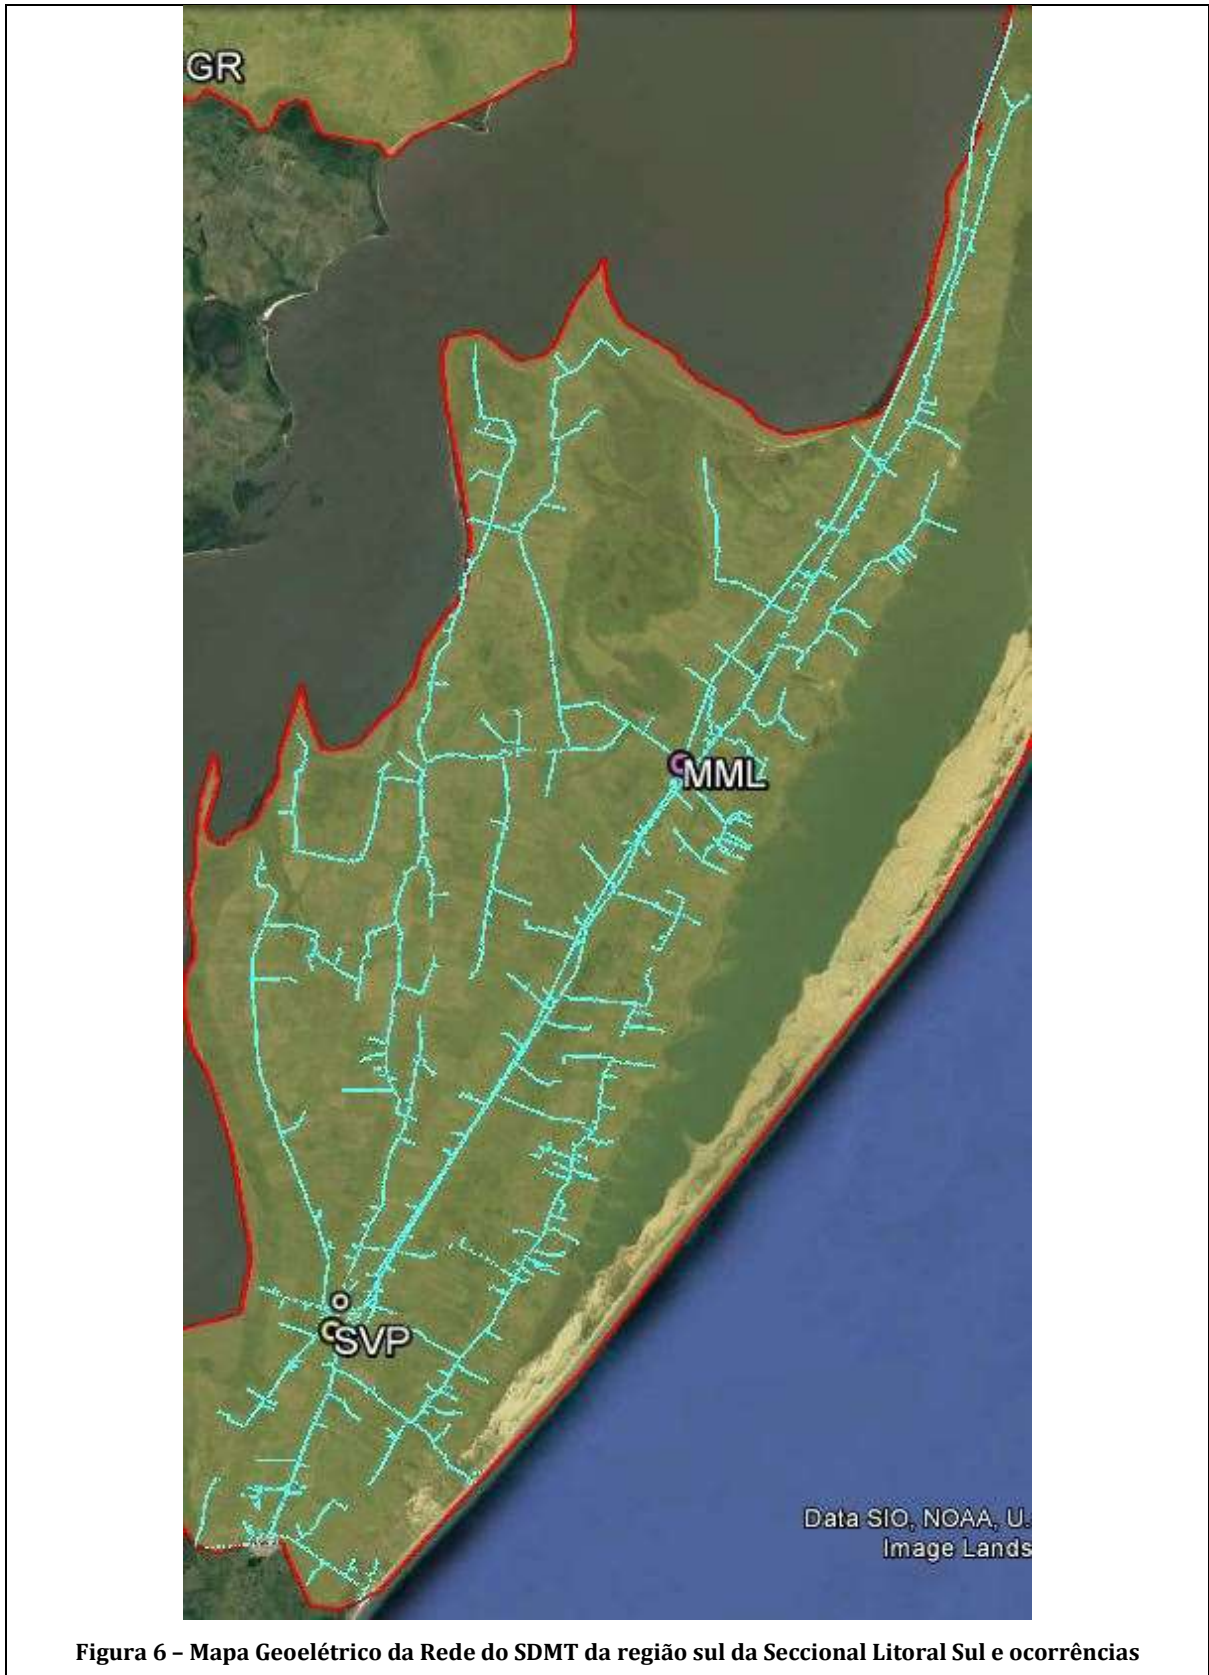 GR
MML
SVP
Data SIO, NOAA, U.
Image Lands
Figura 6 – Mapa Geoelétrico da Rede do SDMT da região sul da Seccional Litoral Sul e ocorrências